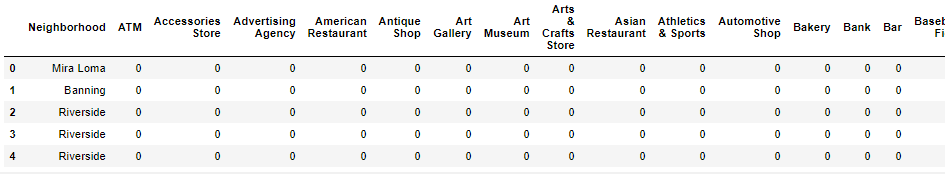 Neighborhood ATM Accessories Store Advertising Agency American Restaurant Antique Shop Art Gallery Art Museum Arts & Crafts Store Asian Restaurant Athletics & Sports Automotive Shop Bakery Bank Bar
0 Mira Loma 0 0 0 0 0 0 0 0 0 0 0 0 0 0
1 Banning 0 0 0 0 0 0 0 0 0 0 0 0 0 0
2 Riverside 0 0 0 0 0 0 0 0 0 0 0 0 0 0
3 Riverside 0 0 0 0 0 0 0 0 0 0 0 0 0 0
4 Riverside 0 0 0 0 0 0 0 0 0 0 0 0 0 0